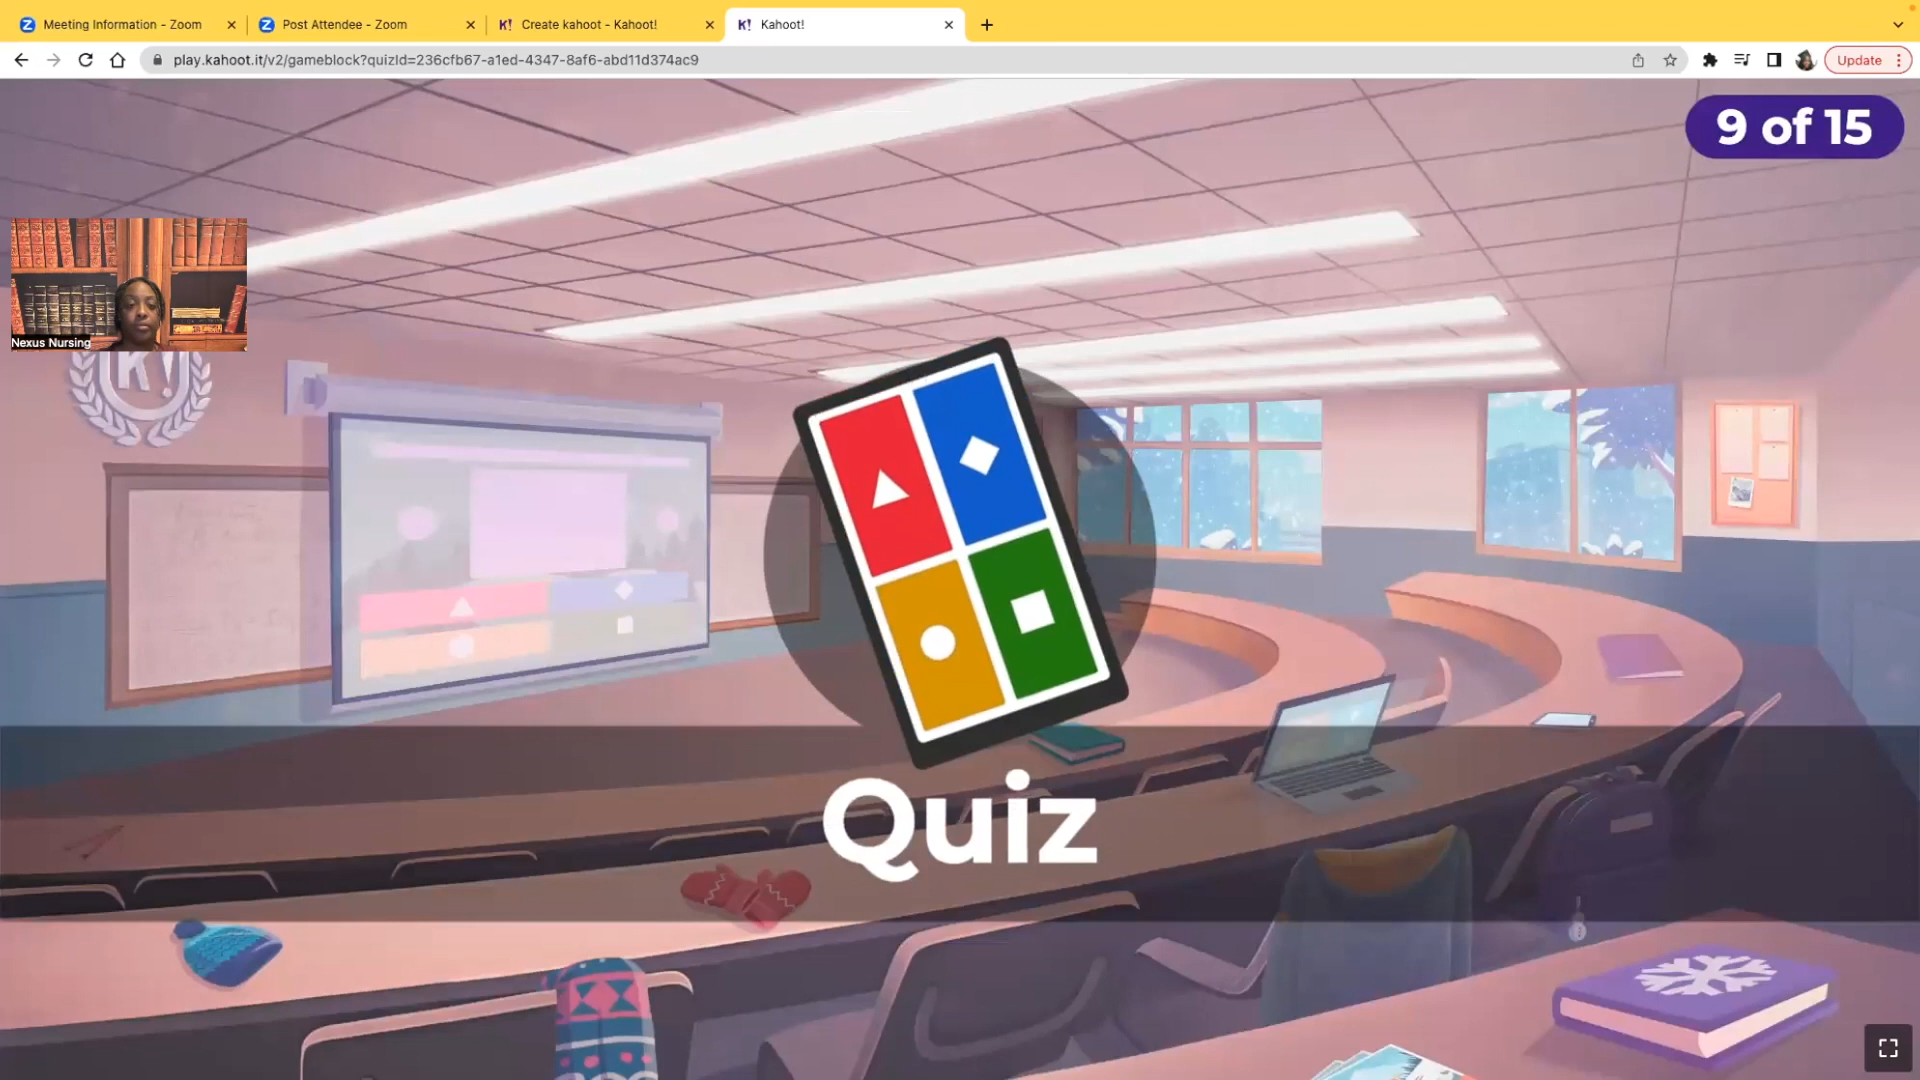 Meeting Information - Zoom
Post Attendee - Zoom
K! Create kahoot - Kahoot!
K! Kahoot!
play.kahoot.it/v2/gameblock?quizId=236cfb67-a1ed-4347-8af6-abd11d374ac9
Update
9 of 15
Nexus Nursing
K!
Quiz